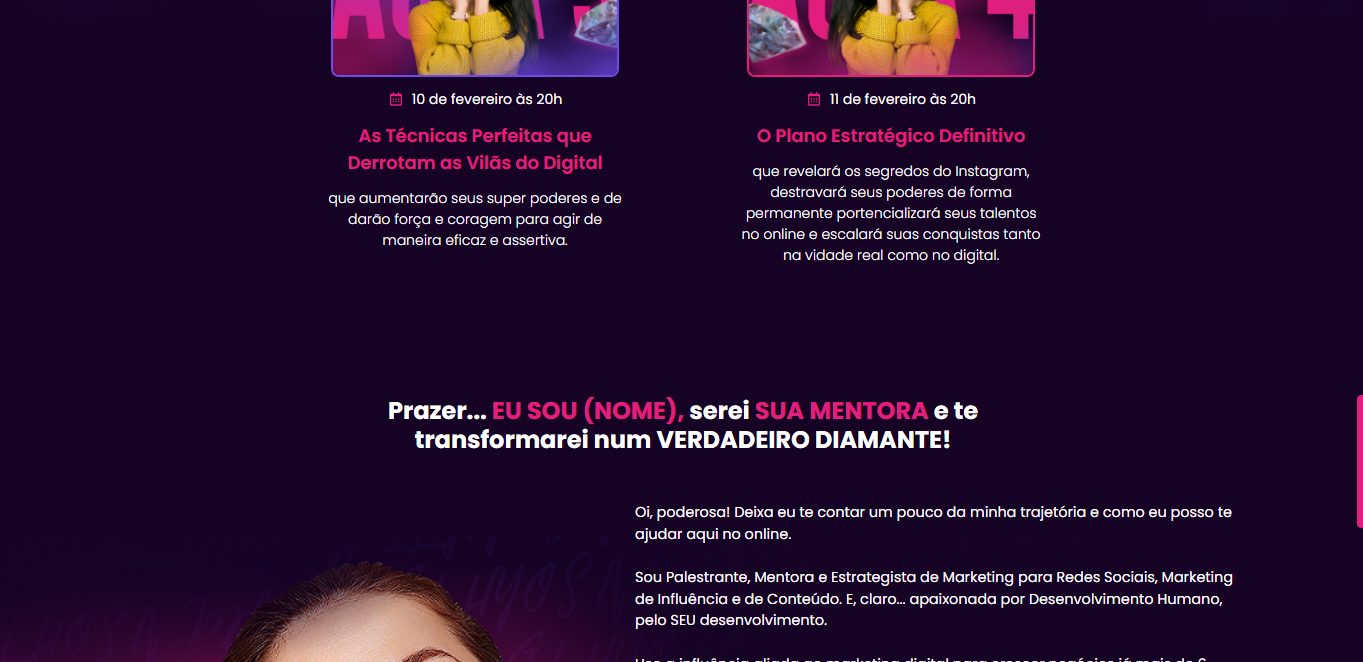 10 de fevereiro às 20h
As Técnicas Perfeitas que
Derrotam as Vilãs do Digital
que aumentarão seus super poderes e de
darão força e coragem para agir de
maneira eficaz e assertiva.
11 de fevereiro às 20h
O Plano Estratégico Definitivo
que revelará os segredos do Instagram,
destravará seus poderes de forma
permanente portencializará seus talentos
no online e escalará suas conquistas tanto
na vidade real como no digital.
Prazer... EU SOU (NOME), serei SUA MENTORA e te
transformarei num VERDADEIRO DIAMANTE!
Oi, poderosa! Deixa eu te contar um pouco da minha trajetória e como eu posso te
ajudar aqui no online.
Sou Palestrante, Mentora e Estrategista de Marketing para Redes Sociais, Marketing
de Influência e de Conteúdo. E, claro... apaixonada por Desenvolvimento Humano,
pelo SEU desenvolvimento.